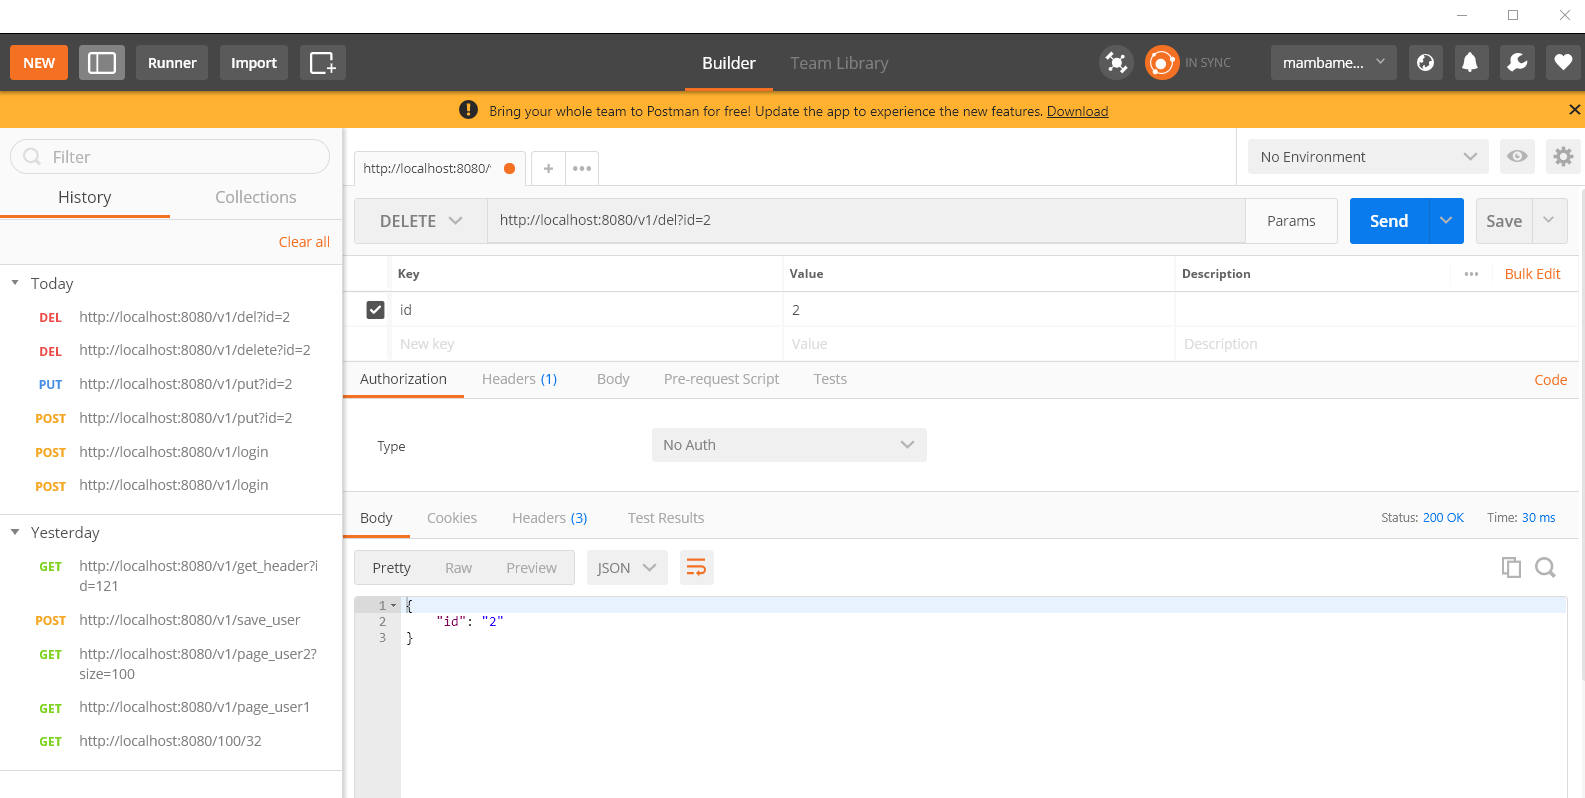 NEW
Runner
Import
Builder
Team Library
IN SYNC
mambame...
Bring your whole team to Postman for free! Update the app to experience the new features. Download
Filter
History
Collections
Clear all
Today
DEL http://localhost:8080/v1/del?id=2
DEL http://localhost:8080/v1/delete?id=2
PUT http://localhost:8080/v1/put?id=2
POST http://localhost:8080/v1/put?id=2
POST http://localhost:8080/v1/login
POST http://localhost:8080/v1/login
Yesterday
GET http://localhost:8080/v1/get_header?i
d=121
POST http://localhost:8080/v1/save_user
GET http://localhost:8080/v1/page_user2?
size=100
GET http://localhost:8080/v1/page_user1
GET http://localhost:8080/100/32
http://localhost:8080/
No Environment
DELETE
http://localhost:8080/v1/del?id=2
Params
Send
Save
Key Value Description
Bulk Edit
id 2
New key Value Description
Authorization Headers (1) Body Pre-request Script Tests
Code
Type
No Auth
Body Cookies Headers (3) Test Results
Status: 200 OK Time: 30 ms
Pretty Raw Preview
JSON
1 {
2 "id": "2"
3 }